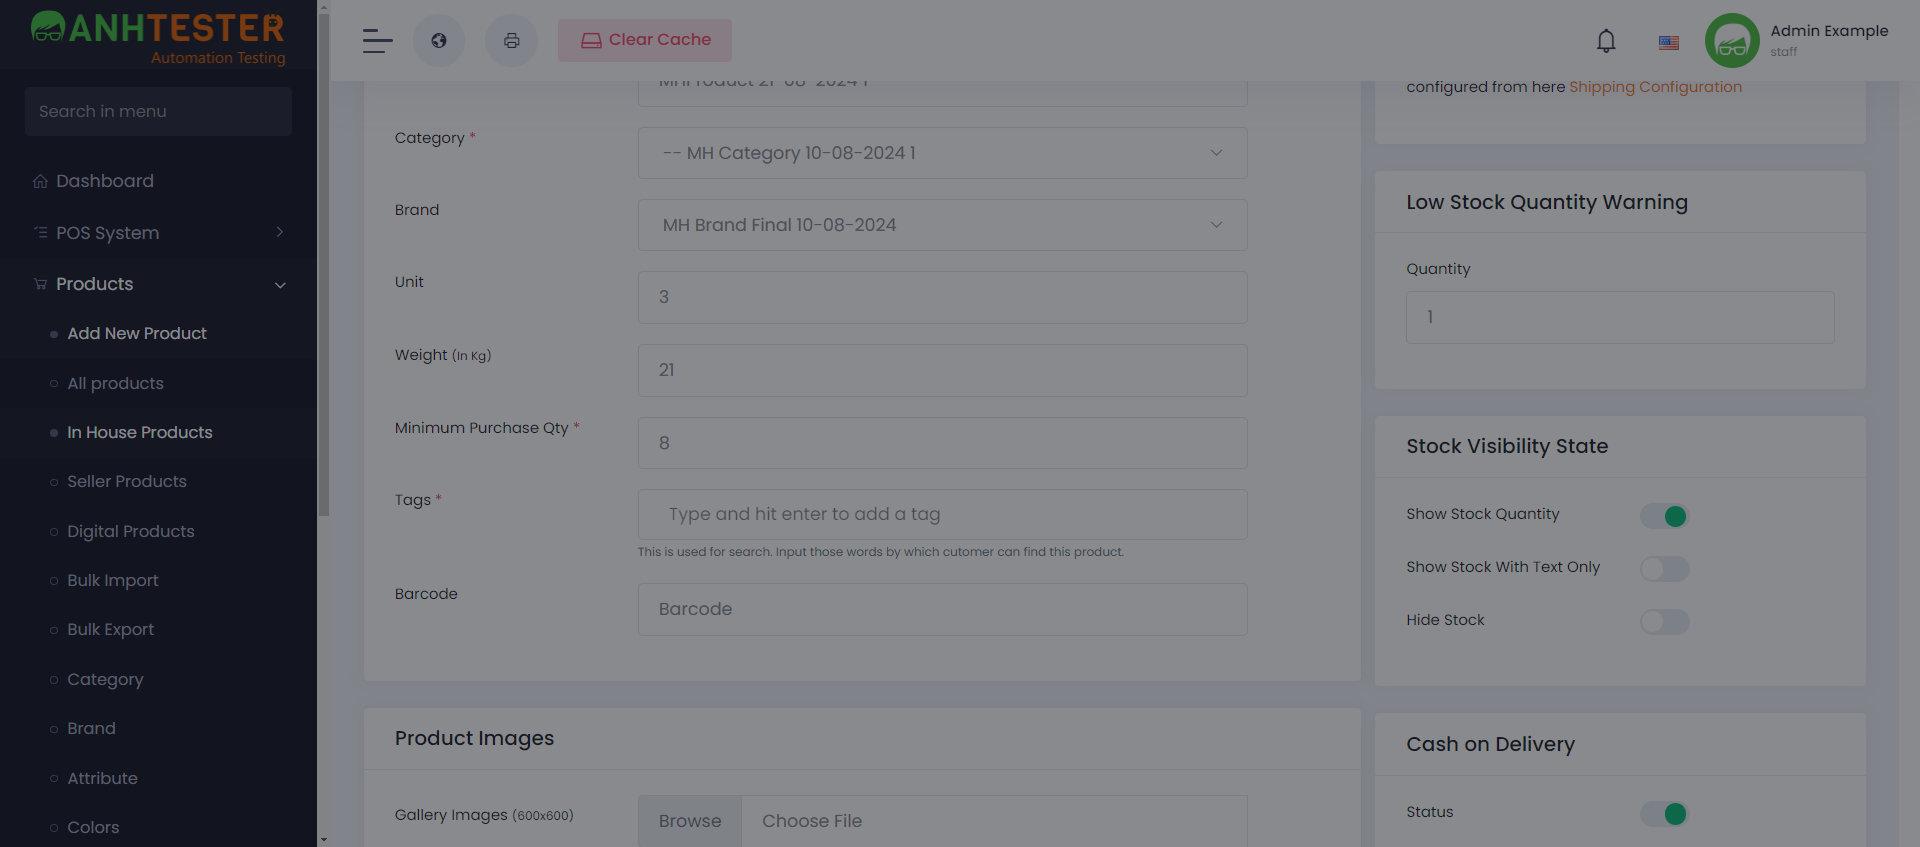 ANHTESTER
Automation Testing
Search in menu
Dashboard
POS System
Products
Add New Product
All products
In House Products
Seller Products
Digital Products
Bulk Import
Bulk Export
Category
Brand
Attribute
Colors
Clear Cache
Admin Example
staff
MHProduct 21-08-2024 1
Category *
-- MH Category 10-08-2024 1
Brand
MH Brand Final 10-08-2024
Unit
3
Weight (In Kg)
21
Minimum Purchase Qty *
8
Tags *
Type and hit enter to add a tag
This is used for search. Input those words by which cutomer can find this product.
Barcode
Barcode
Product Images
Gallery Images (600x600)
Browse
Choose File
configured from here Shipping Configuration
Low Stock Quantity Warning
Quantity
1
Stock Visibility State
Show Stock Quantity
Show Stock With Text Only
Hide Stock
Cash on Delivery
Status